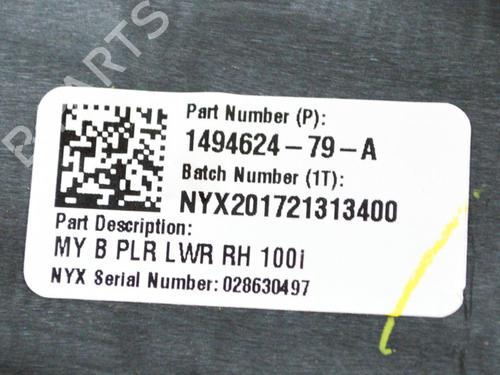 Part Number (P):
1494624-79-A
Batch Number (1T):
NYX201721313400
Part Description:
MY B PLR LWR RH 100i
NYX Serial Number: 028630497